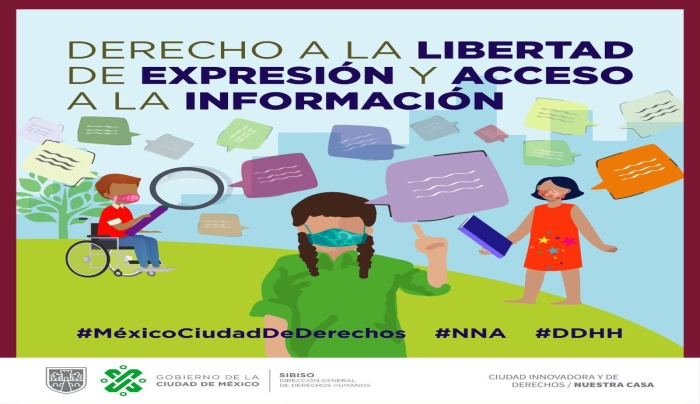 DERECHO A LA LIBERTAD
DE EXPRESIÓN Y ACCESO
A LA INFORMACIÓN
#MéxicoCiudadDeDerechos #NNA #DDHH
GOBIERNO DE LA
CIUDAD DE MÉXICO
SIBISO
DIRECCIÓN GENERAL
DE DERECHOS HUMANOS
CIUDAD INNOVADORA Y DE
DERECHOS / NUESTRA CASA